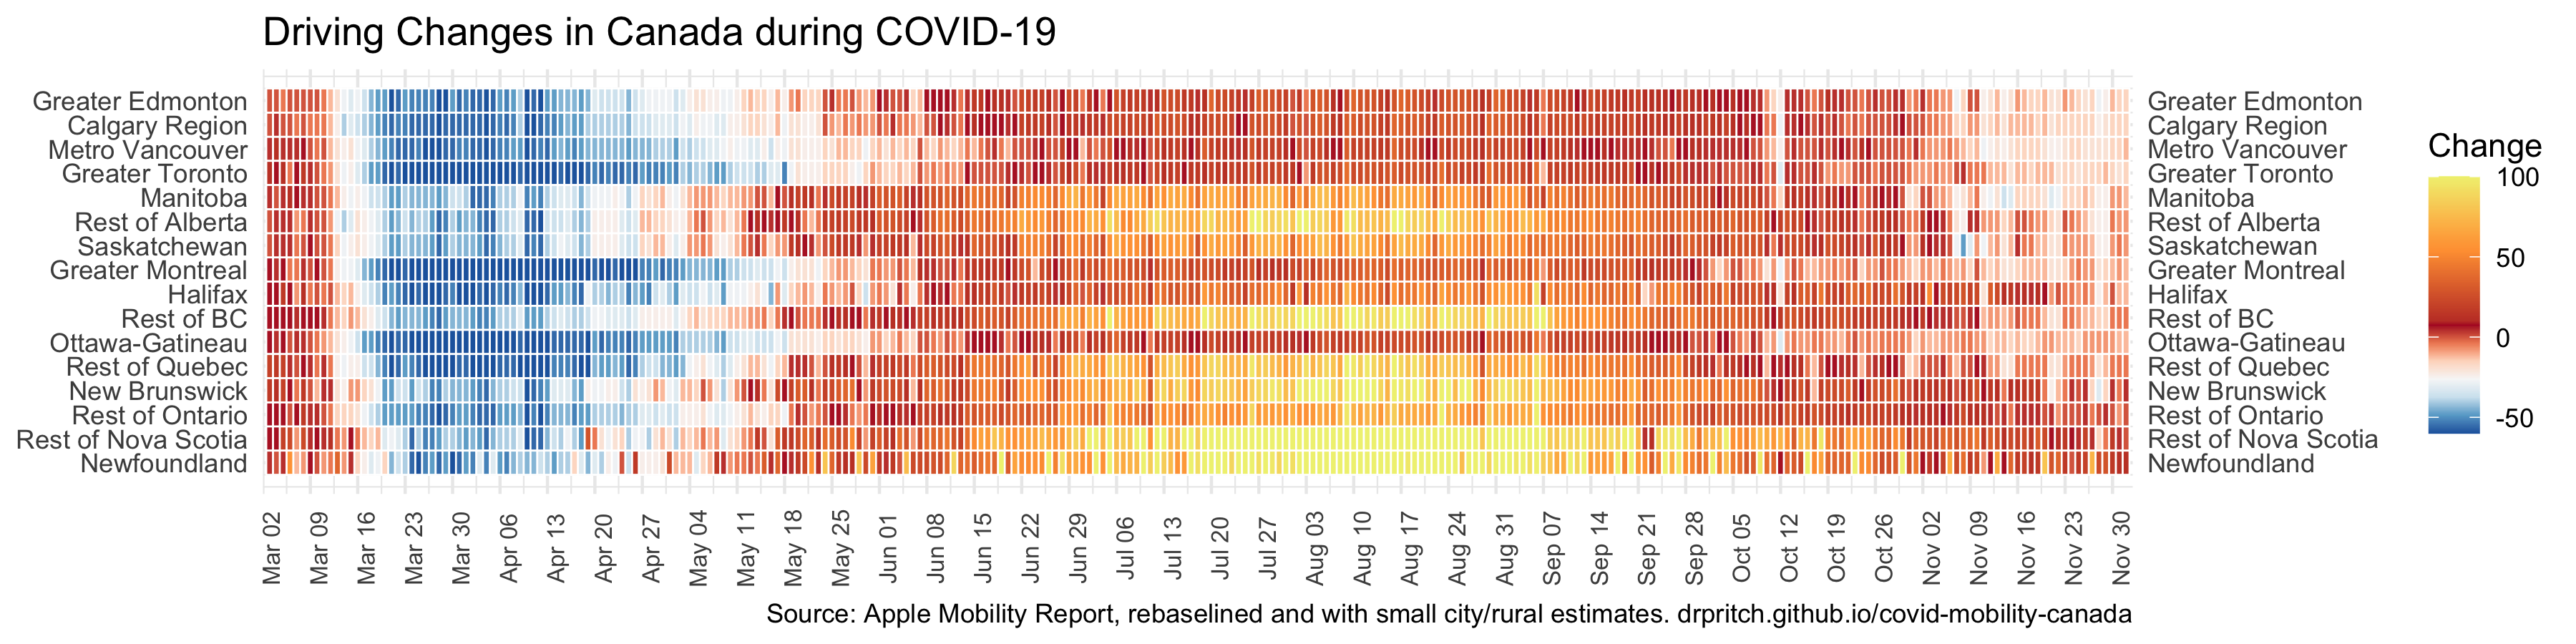 Driving Changes in Canada during COVID-19
Greater Edmonton
Calgary Region
Metro Vancouver
Greater Toronto
Manitoba
Rest of Alberta
Saskatchewan
Greater Montreal
Halifax
Rest of BC
Ottawa-Gatineau
Rest of Quebec
New Brunswick
Rest of Ontario
Rest of Nova Scotia
Newfoundland
Greater Edmonton
Calgary Region
Metro Vancouver
Greater Toronto
Manitoba
Rest of Alberta
Saskatchewan
Greater Montreal
Halifax
Rest of BC
Ottawa-Gatineau
Rest of Quebec
New Brunswick
Rest of Ontario
Rest of Nova Scotia
Newfoundland
Change
100
50
0
-50
Mar 02
Mar 09
Mar 16
Mar 23
Mar 30
Apr 06
Apr 13
Apr 20
Apr 27
May 04
May 11
May 18
May 25
Jun 01
Jun 08
Jun 15
Jun 22
Jun 29
Jul 06
Jul 13
Jul 20
Jul 27
Aug 03
Aug 10
Aug 17
Aug 24
Aug 31
Sep 07
Sep 14
Sep 21
Sep 28
Oct 05
Oct 12
Oct 19
Oct 26
Nov 02
Nov 09
Nov 16
Nov 23
Nov 30
Source: Apple Mobility Report, rebaselined and with small city/rural estimates. drpritch.github.io/covid-mobility-canada